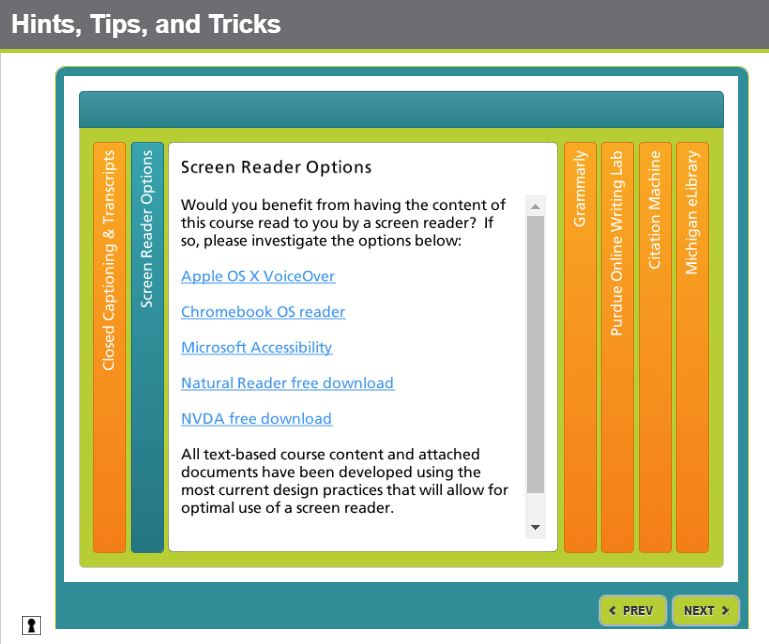 Hints, Tips, and Tricks
Closed Captioning & Transcripts
Screen Reader Options
Screen Reader Options
Would you benefit from having the content of
this course read to you by a screen reader?  If
so, please investigate the options below:
Apple OS X VoiceOver
Chromebook OS reader
Microsoft Accessibility
Natural Reader free download
NVDA free download
All text-based course content and attached
documents have been developed using the
most current design practices that will allow for
optimal use of a screen reader.
Grammarly
Purdue Online Writing Lab
Citation Machine
Michigan eLibrary
PREV
NEXT